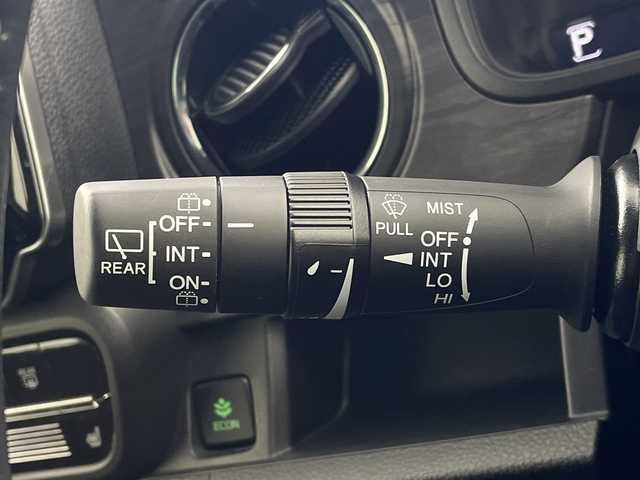 P
MIST
PULL
OFF
INT
LO
HI
REAR
OFF
INT
ON
ECON